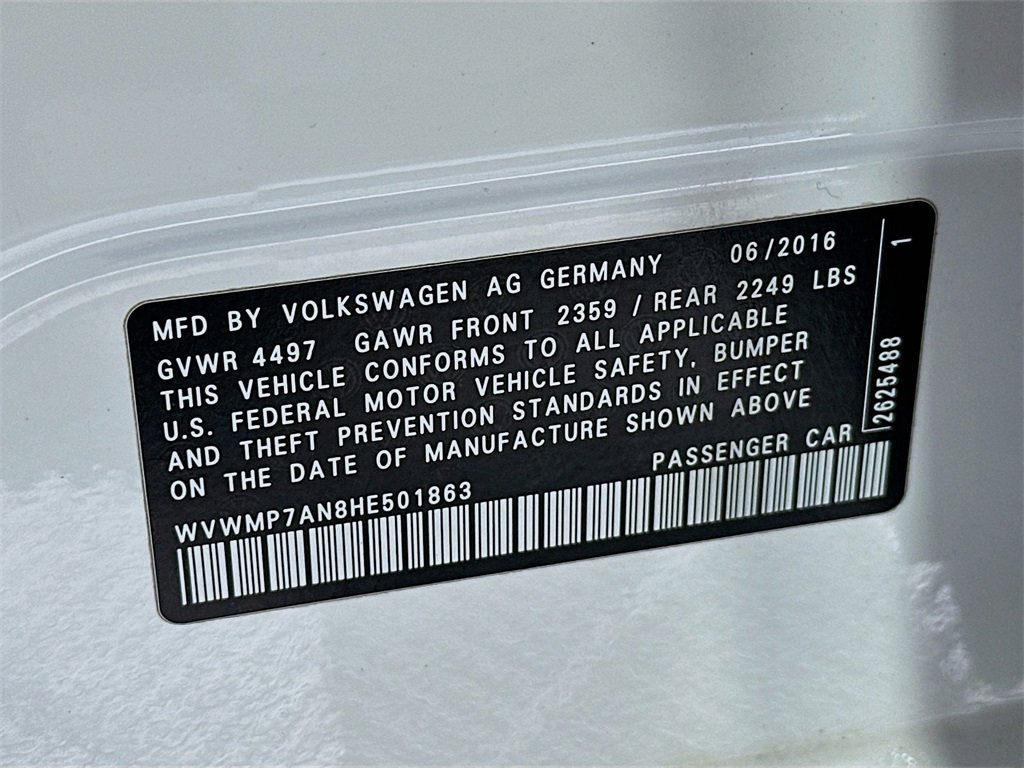 MFD BY VOLKSWAGEN AG GERMANY 06/2016
GVWR 4497 GAWR FRONT 2359 / REAR 2249 LBS
THIS VEHICLE CONFORMS TO ALL APPLICABLE
U.S. FEDERAL MOTOR VEHICLE SAFETY, BUMPER
AND THEFT PREVENTION STANDARDS IN EFFECT
ON THE DATE OF MANUFACTURE SHOWN ABOVE
PASSENGER CAR
WVWMP7AN8HE501863
2625488 1